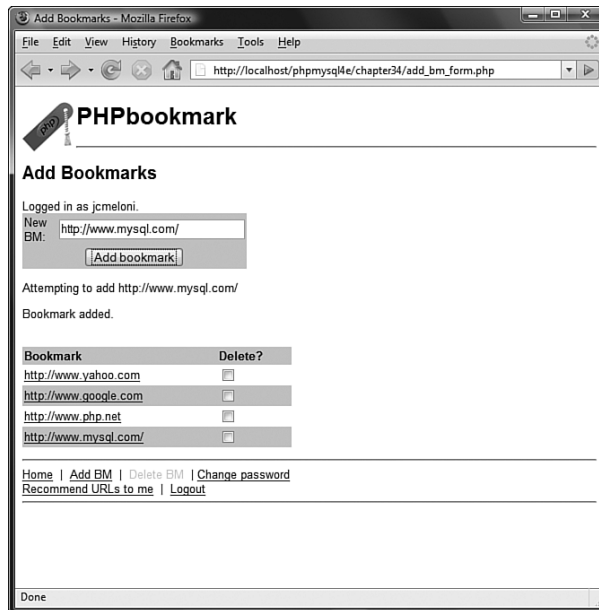 Add Bookmarks - Mozilla Firefox
File Edit View History Bookmarks Tools Help
http://localhost/phpmysql4e/chapter34/add_bm_form.php
php
PHPbookmark
Add Bookmarks
Logged in as jcmeloni.
New BM: http://www.mysql.com/
Add bookmark
Attempting to add http://www.mysql.com/
Bookmark added.
Bookmark Delete?
http://www.yahoo.com
http://www.google.com
http://www.php.net
http://www.mysql.com/
Home | Add BM | Delete BM | Change password
Recommend URLs to me | Logout
Done